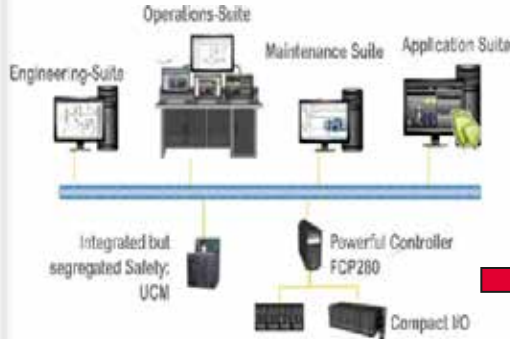 Operations-Suite
Engineering-Suite
Maintenance Suite
Application Suite
Integrated but
segregated Safety:
UCM
Powerful Controller
FCP280
Compact I/O